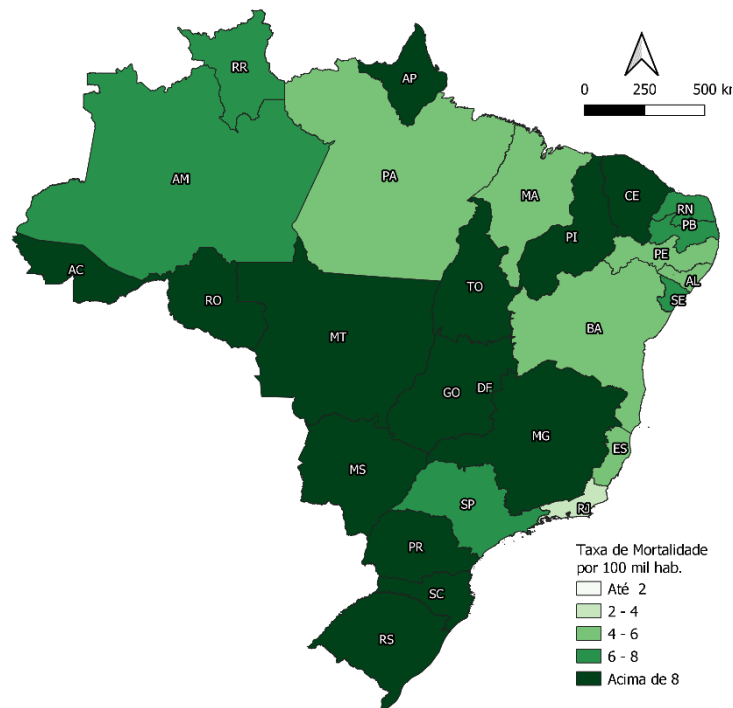 RR
AP
0 250 500 km
AM
PA
MA
CE
RN
PB
PI
PE
AC
AL
TO
SE
RO
BA
MT
GO
DF
MG
ES
MS
SP
RJ
PR
SC
RS
Taxa de Mortalidade
por 100 mil hab.
Até 2
2 - 4
4 - 6
6 - 8
Acima de 8